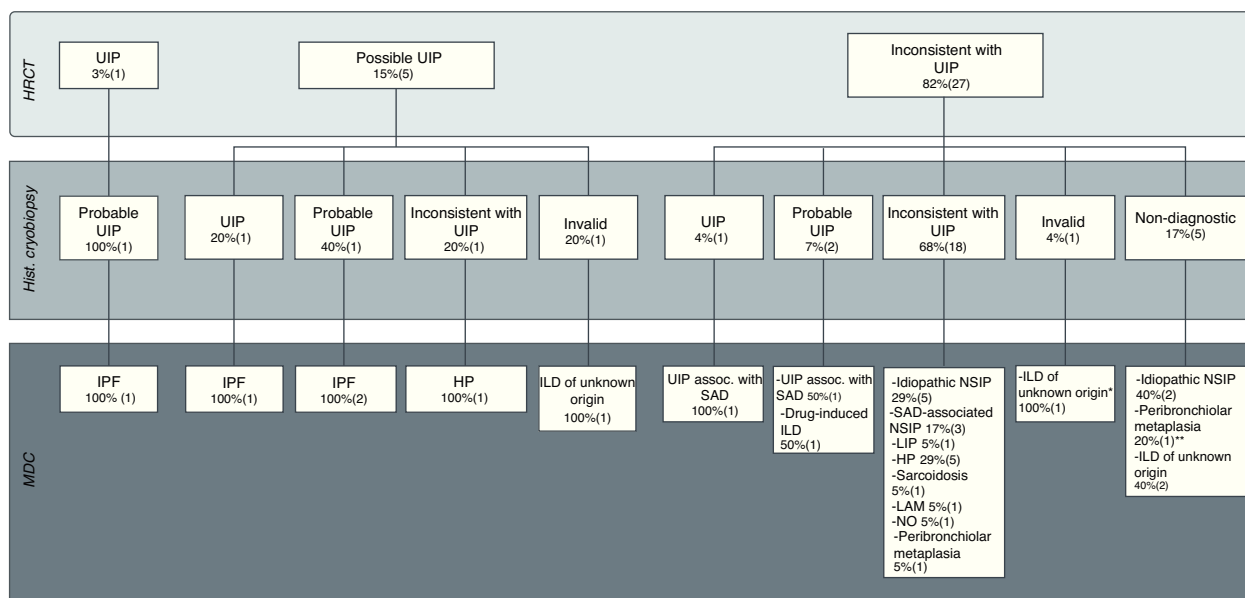 HRCT
UIP
3%(1)
Possible UIP
15%(5)
Inconsistent with
UIP
82%(27)
Hist. cryobiopsy
Probable
UIP
100%(1)
UIP
20%(1)
Probable
UIP
40%(1)
Inconsistent with
UIP
20%(1)
Invalid
20%(1)
UIP
4%(1)
Probable
UIP
7%(2)
Inconsistent with
UIP
68%(18)
Invalid
4%(1)
Non-diagnostic
17%(5)
MDC
IPF
100% (1)
IPF
100%(1)
IPF
100%(2)
HP
100%(1)
ILD of unknown
origin
100%(1)
UIP assoc. with
SAD
100%(1)
-UIP assoc. with
SAD 50%(1)
-Drug-induced
ILD
50%(1)
-Idiopathic NSIP
29%(5)
-SAD-associated
NSIP 17%(3)
-LIP 5%(1)
-HP 29%(5)
-Sarcoidosis
5%(1)
-LAM 5%(1)
-NO 5%(1)
-Peribronchiolar
metaplasia
5%(1)
-ILD of
unknown origin*
100%(1)
-Idiopathic NSIP
40%(2)
-Peribronchiolar
metaplasia
20%(1)**
-ILD of unknown
origin
40%(2)